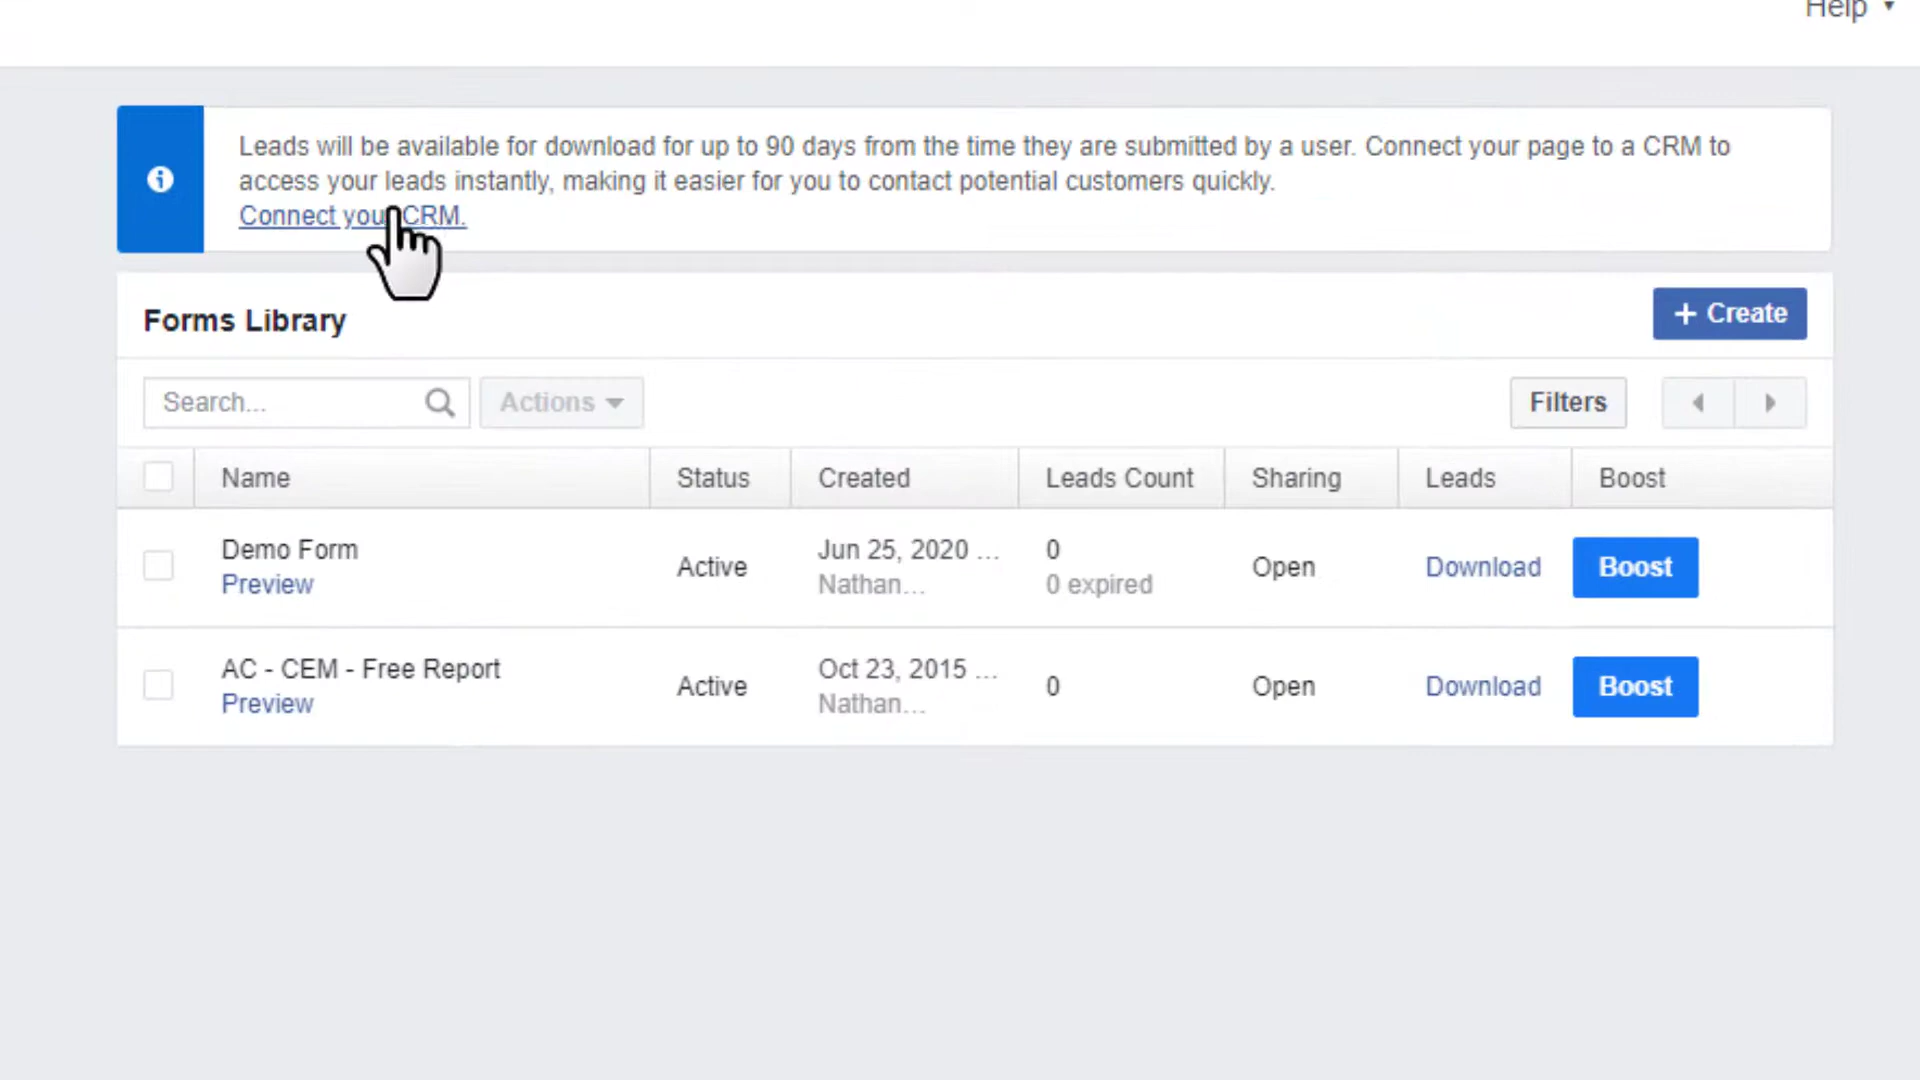 Help
Leads will be available for download for up to 90 days from the time they are submitted by a user. Connect your page to a CRM to
access your leads instantly, making it easier for you to contact potential customers quickly.
Connect you CRM.
Forms Library
+ Create
Search...
Actions
Filters
Name Status Created Leads Count Sharing Leads Boost
Demo Form
Preview
Active
Jun 25, 2020 ...
Nathan...
0
0 expired
Open
Download
Boost
AC - CEM - Free Report
Preview
Active
Oct 23, 2015 ...
Nathan...
0
Open
Download
Boost